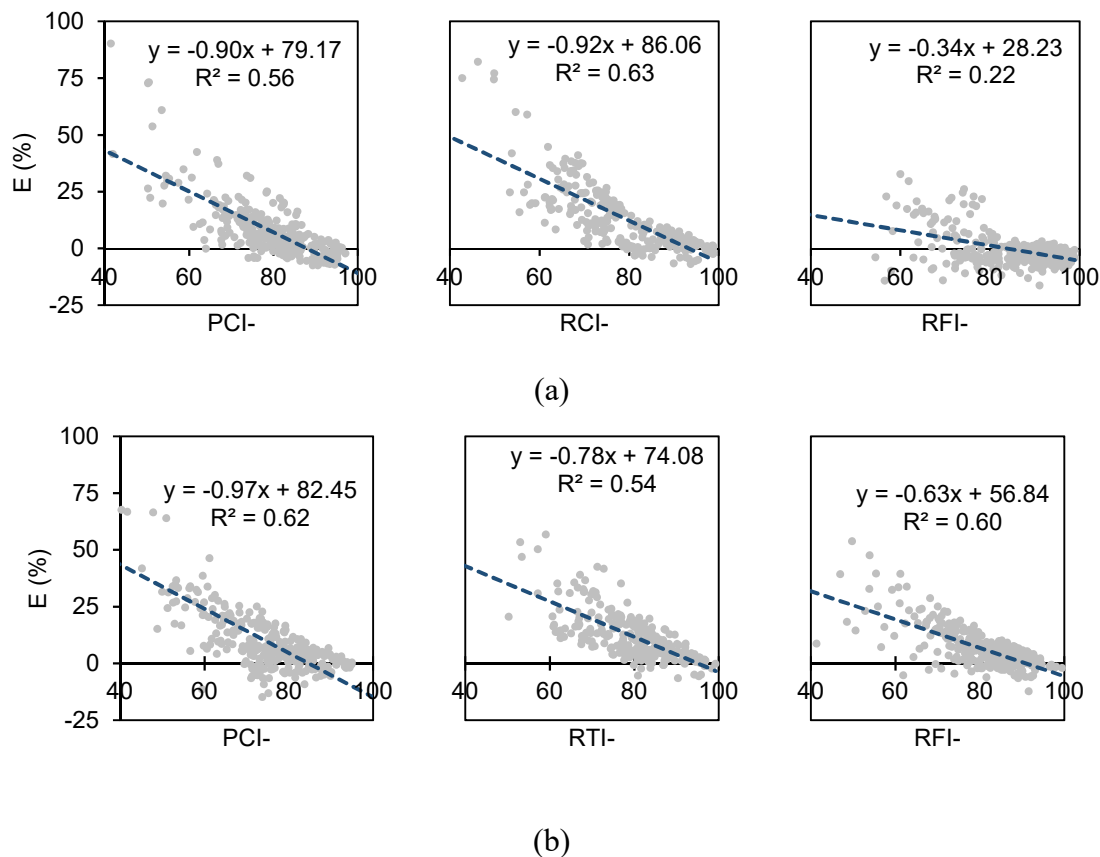 y = -0.90x + 79.17
R² = 0.56
100
75
50
25
0
-25
E (%)
40 60 80 100
PCI-
y = -0.92x + 86.06
R² = 0.63
40 60 80 100
RCI-
y = -0.34x + 28.23
R² = 0.22
40 60 80 100
RFI-
(a)
y = -0.97x + 82.45
R² = 0.62
100
75
50
25
0
-25
E (%)
40 60 80 100
PCI-
y = -0.78x + 74.08
R² = 0.54
40 60 80 100
RTI-
y = -0.63x + 56.84
R² = 0.60
40 60 80 100
RFI-
(b)